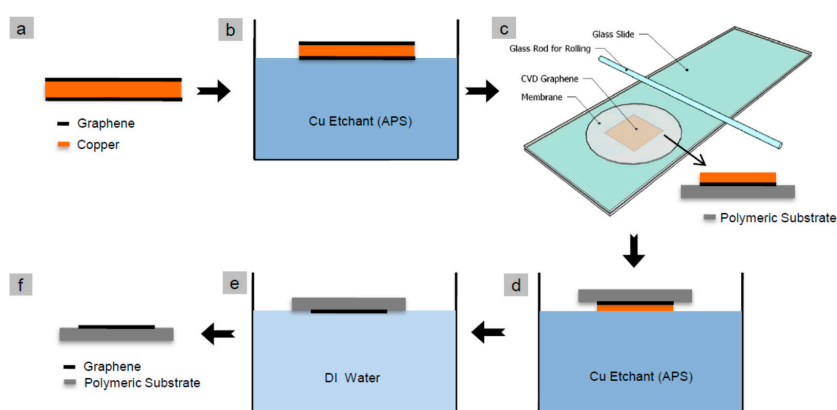 a
Graphene
Copper
b
Cu Etchant (APS)
c
Glass Slide
Glass Rod for Rolling
CVD Graphene
Membrane
Polymeric Substrate
f
Graphene
Polymeric Substrate
e
DI Water
d
Cu Etchant (APS)